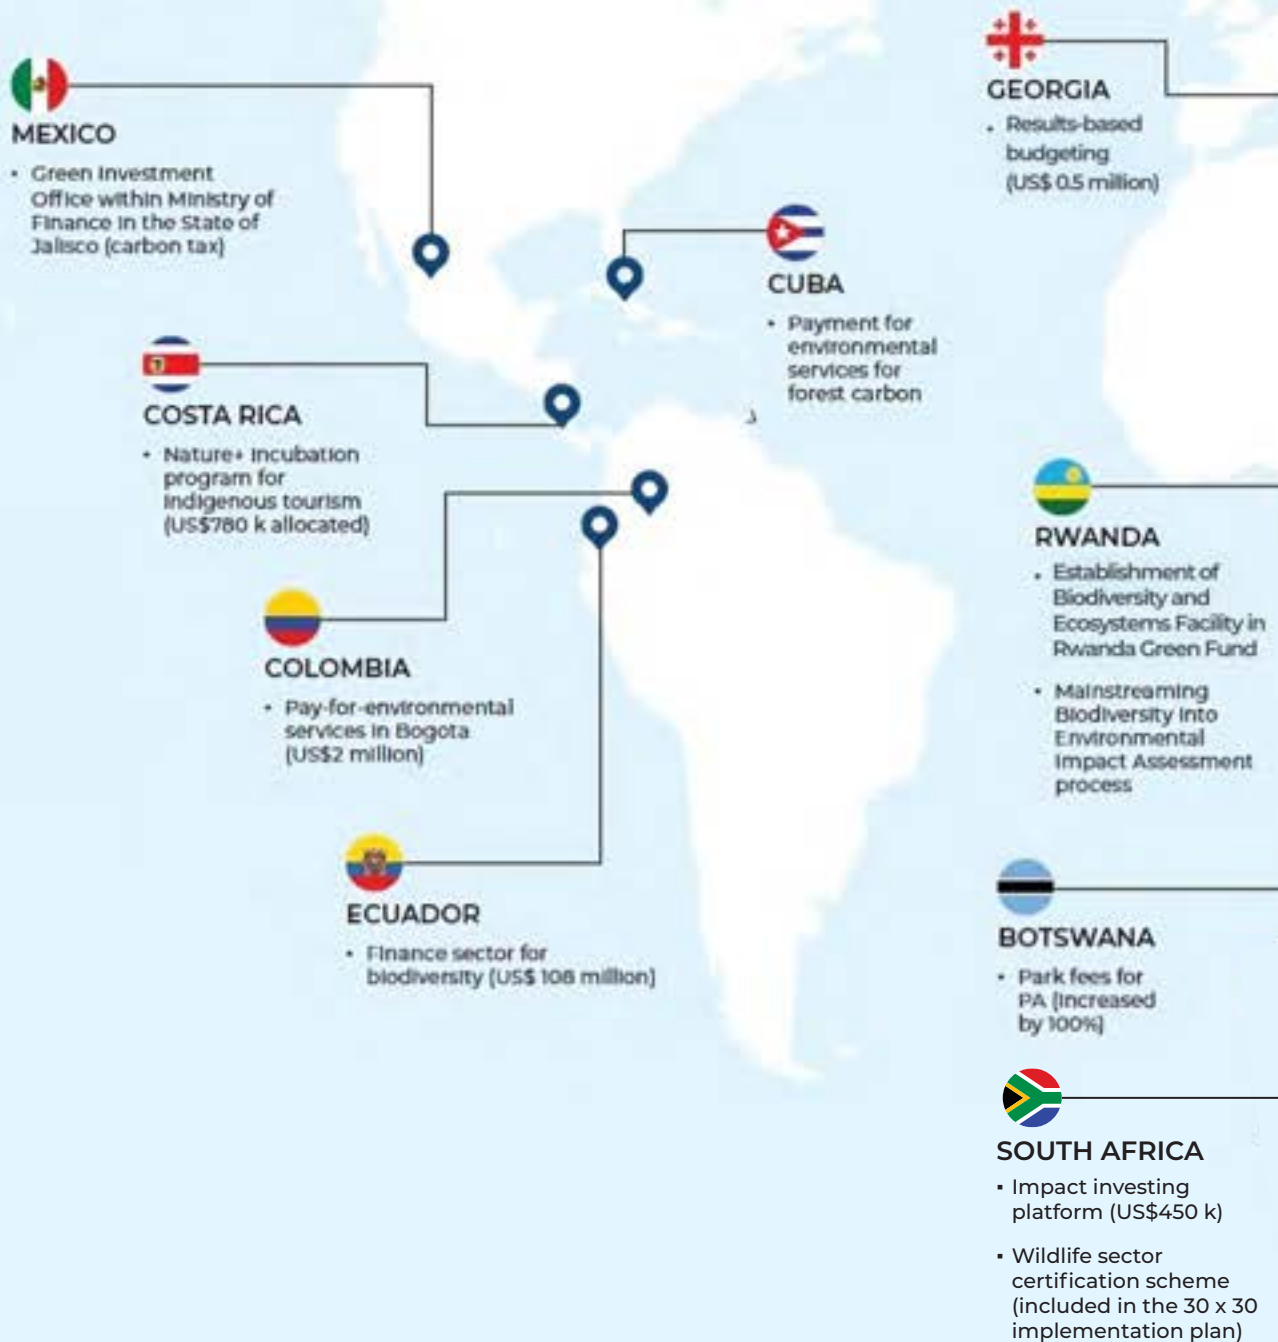 MEXICO
• Green Investment
Office within Ministry of
Finance in the State of
Jalisco (carbon tax)
COSTA RICA
• Nature+ Incubation
program for
indigenous tourism
(US$780 k allocated)
COLOMBIA
• Pay-for-environmental
services in Bogota
(US$2 million)
ECUADOR
• Finance sector for
biodiversity (US$ 108 million)
CUBA
• Payment for
environmental
services for
forest carbon
GEORGIA
• Results-based
budgeting
(US$ 0.5 million)
RWANDA
• Establishment of
Biodiversity and
Ecosystems Facility in
Rwanda Green Fund
• Mainstreaming
Biodiversity into
Environmental
Impact Assessment
process
BOTSWANA
• Park fees for
PA (increased
by 100%)
SOUTH AFRICA
▪ Impact investing
platform (US$450 k)
▪ Wildlife sector
certification scheme
(included in the 30 x 30
implementation plan)